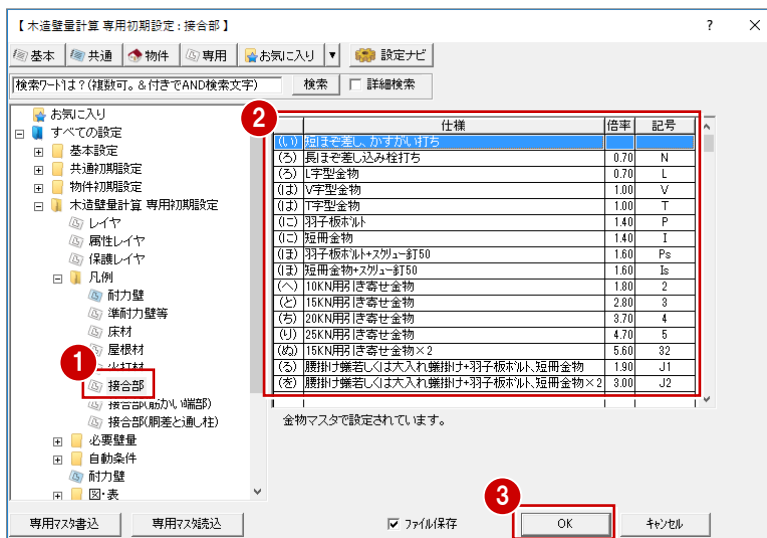 【 木造壁量計算 専用初期設定 : 接合部 】 ? ×
基本 共通 物件 専用 お気に入り ▼ 設定ナビ
検索ワードは？(複数可。＆付きでAND検索文字) 検索 詳細検索
お気に入り
すべての設定
基本設定
共通初期設定
物件初期設定
木造壁量計算 専用初期設定
レイヤ
属性レイヤ
保護レイヤ
凡例
耐力壁
準耐力壁等
床材
屋根材
火打材
接合部
接合部(筋かい端部)
接合部(胴差と通し柱)
必要壁量
自動条件
耐力壁
図・表
1
2
仕様 倍率 記号
(い) 短ほぞ差し、かすがい打ち
(ろ) 長ほぞ差し込み栓打ち 0.70 N
(ろ) L字型金物 0.70 L
(は) V字型金物 1.00 V
(は) T字型金物 1.00 T
(に) 羽子板ボルト 1.40 P
(に) 短冊金物 1.40 I
(ほ) 羽子板ボルト+スクリュー釘50 1.60 Ps
(ほ) 短冊金物+スクリュー釘50 1.60 Is
(へ) 10KN用引き寄せ金物 1.80 2
(と) 15KN用引き寄せ金物 2.80 3
(ち) 20KN用引き寄せ金物 3.70 4
(り) 25KN用引き寄せ金物 4.70 5
(ぬ) 15KN用引き寄せ金物×2 5.60 32
(る) 腰掛け蟻若しくは大入れ蟻掛け+羽子板ボルト、短冊金物 1.90 J1
(を) 腰掛け蟻若しくは大入れ蟻掛け+羽子板ボルト、短冊金物×2 3.00 J2
金物マスタで設定されています。
3
専用マスタ書込 専用マスタ読込 ファイル保存 OK キャンセル